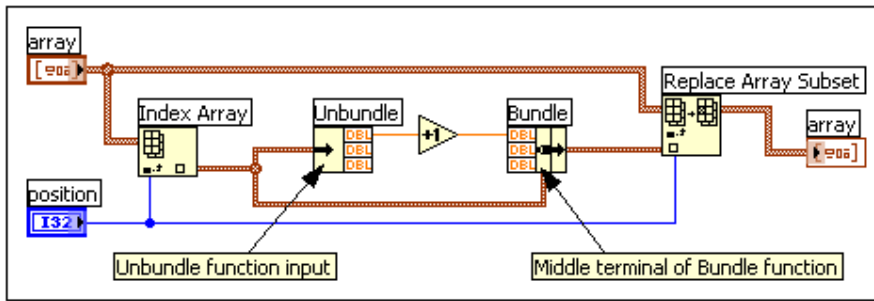 array
Replace Array Subset
Index Array
Unbundle
Bundle
+1
DBL
DBL
DBL
DBL
DBL
DBL
array
position
I32
Unbundle function input
Middle terminal of Bundle function